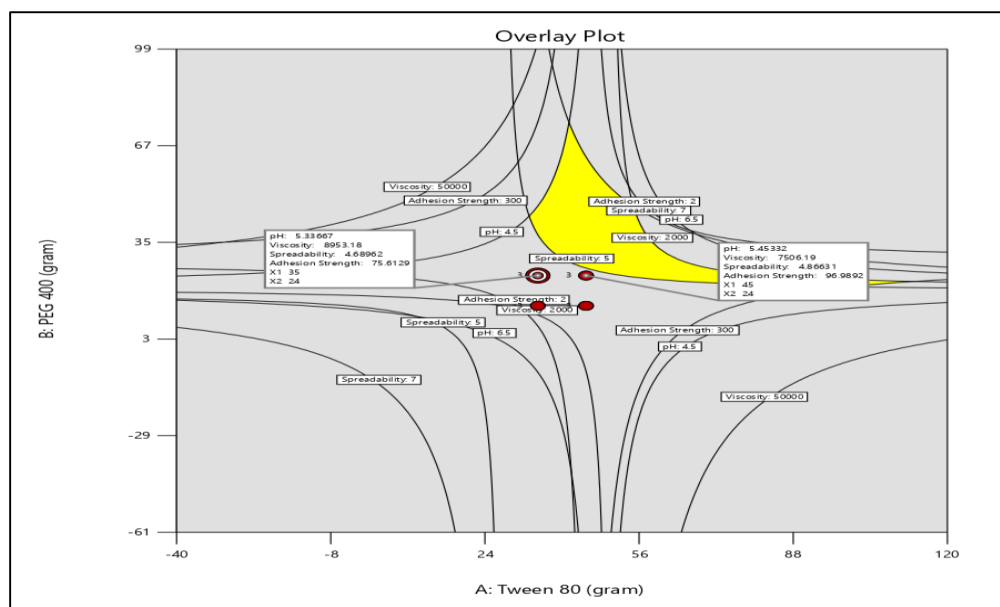 Overlay Plot
99
67
35
3
-29
-61
B: PEG 400 (gram)
Viscosity: 50000
Adhesion Strength: 300
pH: 4.5
Adhesion Strength: 2
Spreadability: 7
pH: 6.5
Viscosity: 2000
Spreadability: 5
pH: 5.33667
Viscosity: 8953.18
Spreadability: 4.68962
Adhesion Strength: 75.6129
X1 35
X2 24
pH: 5.45332
Viscosity: 7506.19
Spreadability: 4.86631
Adhesion Strength: 96.9892
X1 45
X2 24
3
3
Adhesion Strength: 2
Viscosity: 2000
Spreadability: 5
pH: 6.5
Adhesion Strength: 300
pH: 4.5
Spreadability: 7
Viscosity: 50000
-40
-8
24
56
88
120
A: Tween 80 (gram)